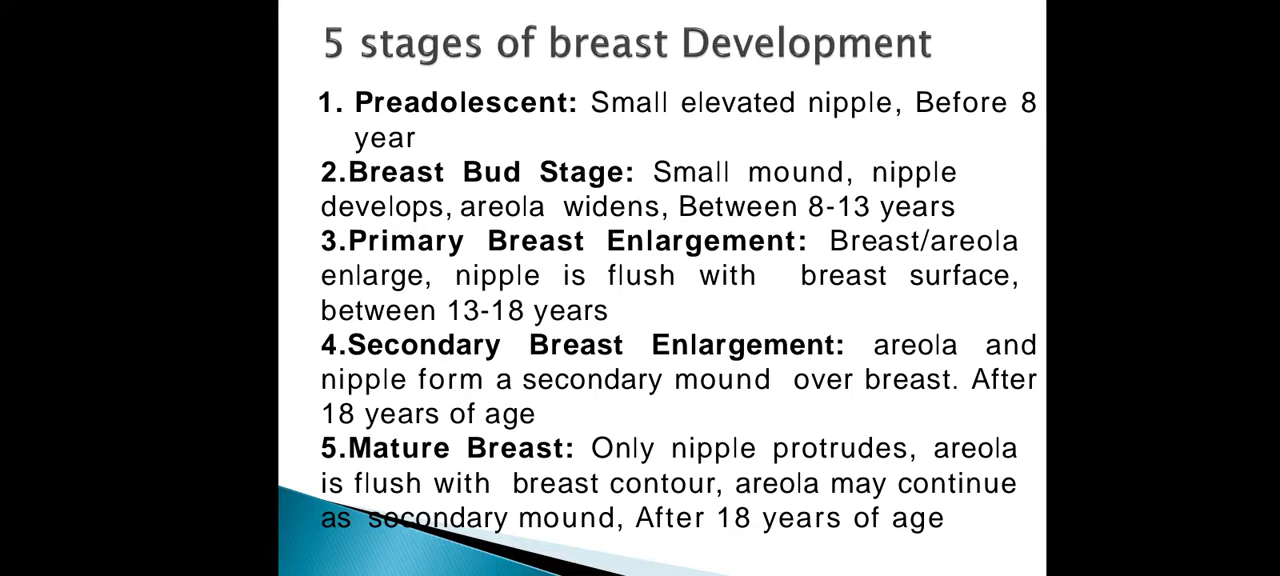 5 stages of breast Development
1. Preadolescent: Small elevated nipple, Before 8
year
2.Breast Bud Stage: Small mound, nipple
develops, areola widens, Between 8-13 years
3.Primary Breast Enlargement: Breast/areola
enlarge, nipple is flush with breast surface,
between 13-18 years
4.Secondary Breast Enlargement: areola and
nipple form a secondary mound over breast. After
18 years of age
5.Mature Breast: Only nipple protrudes, areola
is flush with breast contour, areola may continue
as secondary mound, After 18 years of age